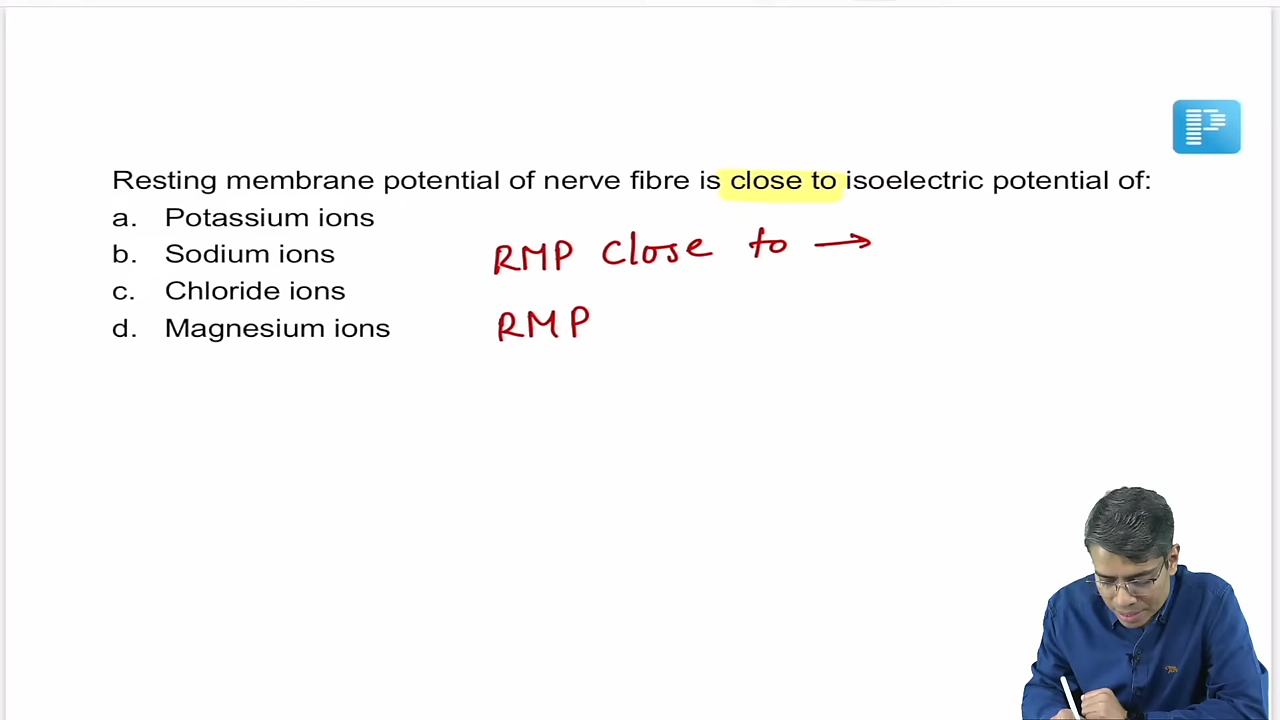 Resting membrane potential of nerve fibre is close to isoelectric potential of:
a. Potassium ions
b. Sodium ions
c. Chloride ions
d. Magnesium ions
RMP close to →
RMP